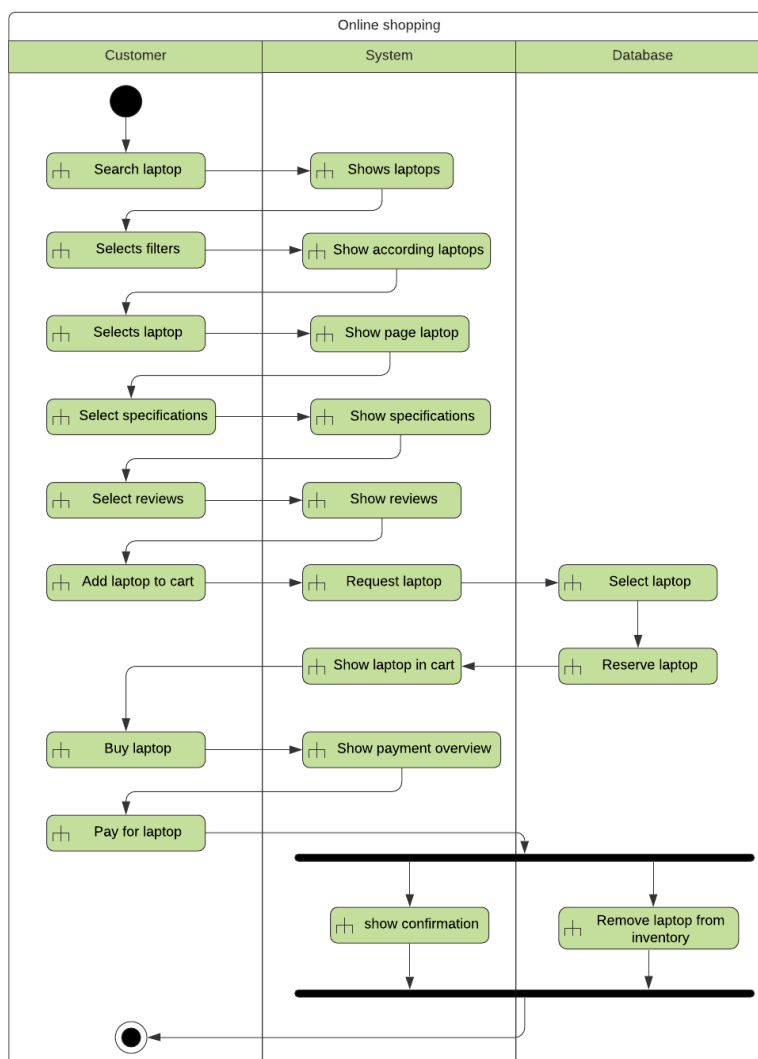 Online shopping
Customer
System
Database
Search laptop
Shows laptops
Selects filters
Show according laptops
Selects laptop
Show page laptop
Select specifications
Show specifications
Select reviews
Show reviews
Add laptop to cart
Request laptop
Select laptop
Show laptop in cart
Reserve laptop
Buy laptop
Show payment overview
Pay for laptop
show confirmation
Remove laptop from
inventory